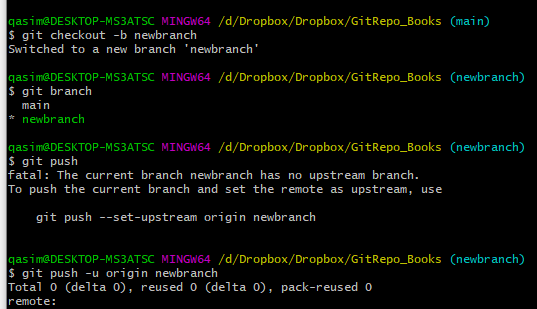 qasim@DESKTOP-MS3ATSC MINGW64 /d/Dropbox/Dropbox/GitRepo_Books (main)
$ git checkout -b newbranch
Switched to a new branch 'newbranch'
qasim@DESKTOP-MS3ATSC MINGW64 /d/Dropbox/Dropbox/GitRepo_Books (newbranch)
$ git branch
  main
* newbranch
qasim@DESKTOP-MS3ATSC MINGW64 /d/Dropbox/Dropbox/GitRepo_Books (newbranch)
$ git push
fatal: The current branch newbranch has no upstream branch.
To push the current branch and set the remote as upstream, use
    git push --set-upstream origin newbranch
qasim@DESKTOP-MS3ATSC MINGW64 /d/Dropbox/Dropbox/GitRepo_Books (newbranch)
$ git push -u origin newbranch
Total 0 (delta 0), reused 0 (delta 0), pack-reused 0
remote: